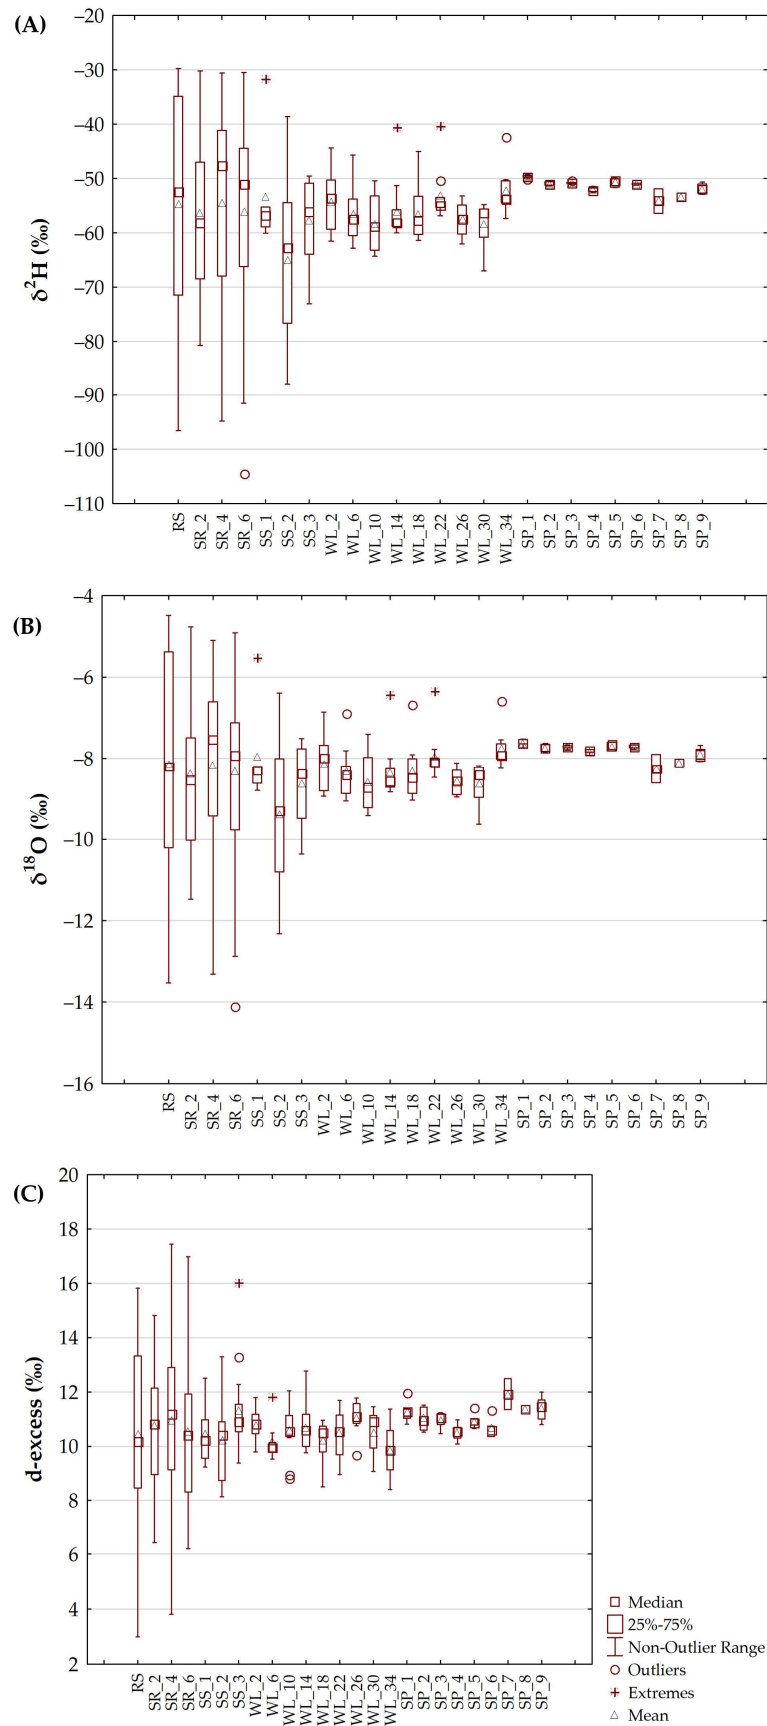 (A)
δ²H (‰)
−20
−30
−40
−50
−60
−70
−80
−90
−100
−110
RS
SR_2
SR_4
SR_6
SS_1
SS_2
SS_3
WL_2
WL_6
WL_10
WL_14
WL_18
WL_22
WL_26
WL_30
WL_34
SP_1
SP_2
SP_3
SP_4
SP_5
SP_6
SP_7
SP_8
SP_9
(B)
δ¹⁸O (‰)
−4
−6
−8
−10
−12
−14
−16
RS
SR_2
SR_4
SR_6
SS_1
SS_2
SS_3
WL_2
WL_6
WL_10
WL_14
WL_18
WL_22
WL_26
WL_30
WL_34
SP_1
SP_2
SP_3
SP_4
SP_5
SP_6
SP_7
SP_8
SP_9
(C)
d-excess (‰)
20
18
16
14
12
10
8
6
4
2
RS
SR_2
SR_4
SR_6
SS_1
SS_2
SS_3
WL_2
WL_6
WL_10
WL_14
WL_18
WL_22
WL_26
WL_30
WL_34
SP_1
SP_2
SP_3
SP_4
SP_5
SP_6
SP_7
SP_8
SP_9
Median
25%-75%
Non-Outlier Range
Outliers
Extremes
Mean